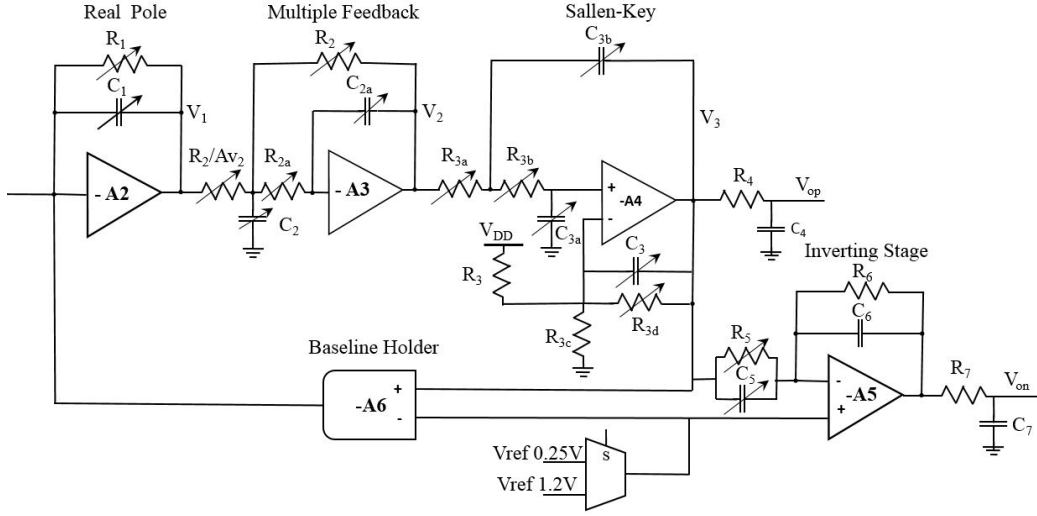 Real Pole
Multiple Feedback
Sallen-Key
R1
C1
V1
- A2
R2/Av2
R2
C2a
V2
R2a
- A3
C2
C3b
V3
R3a
R3b
+
-A4
-
C3a
VDD
R3
C3
R3d
R3c
R4
Vop
C4
Inverting Stage
R6
C6
R5
C5
-
-A5
+
R7
Von
C7
Baseline Holder
-A6
+
-
S
Vref 0.25V
Vref 1.2V